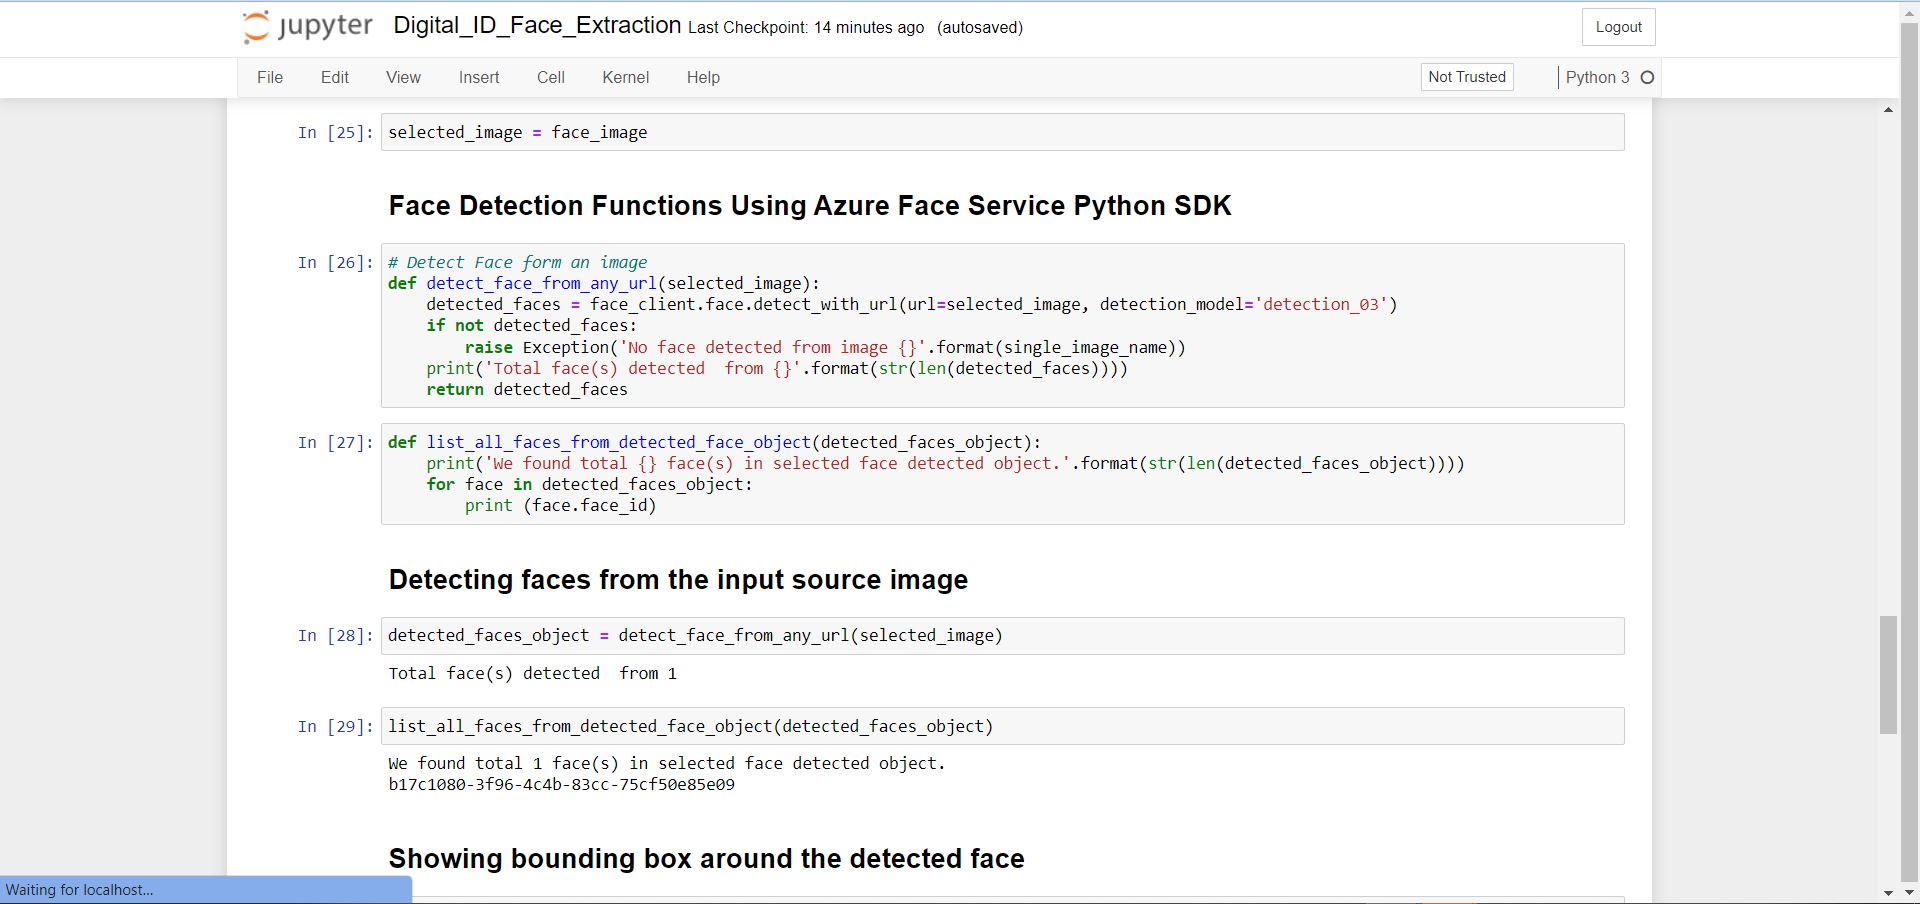 jupyter Digital_ID_Face_Extraction Last Checkpoint: 14 minutes ago (autosaved) Logout
File Edit View Insert Cell Kernel Help Not Trusted Python 3
In [25]: selected_image = face_image
Face Detection Functions Using Azure Face Service Python SDK
In [26]: # Detect Face form an image
def detect_face_from_any_url(selected_image):
    detected_faces = face_client.face.detect_with_url(url=selected_image, detection_model='detection_03')
    if not detected_faces:
        raise Exception('No face detected from image {}'.format(single_image_name))
    print('Total face(s) detected  from {}'.format(str(len(detected_faces))))
    return detected_faces
In [27]: def list_all_faces_from_detected_face_object(detected_faces_object):
    print('We found total {} face(s) in selected face detected object.'.format(str(len(detected_faces_object))))
    for face in detected_faces_object:
        print (face.face_id)
Detecting faces from the input source image
In [28]: detected_faces_object = detect_face_from_any_url(selected_image)
Total face(s) detected  from 1
In [29]: list_all_faces_from_detected_face_object(detected_faces_object)
We found total 1 face(s) in selected face detected object.
b17c1080-3f96-4c4b-83cc-75cf50e85e09
Showing bounding box around the detected face
Waiting for localhost...